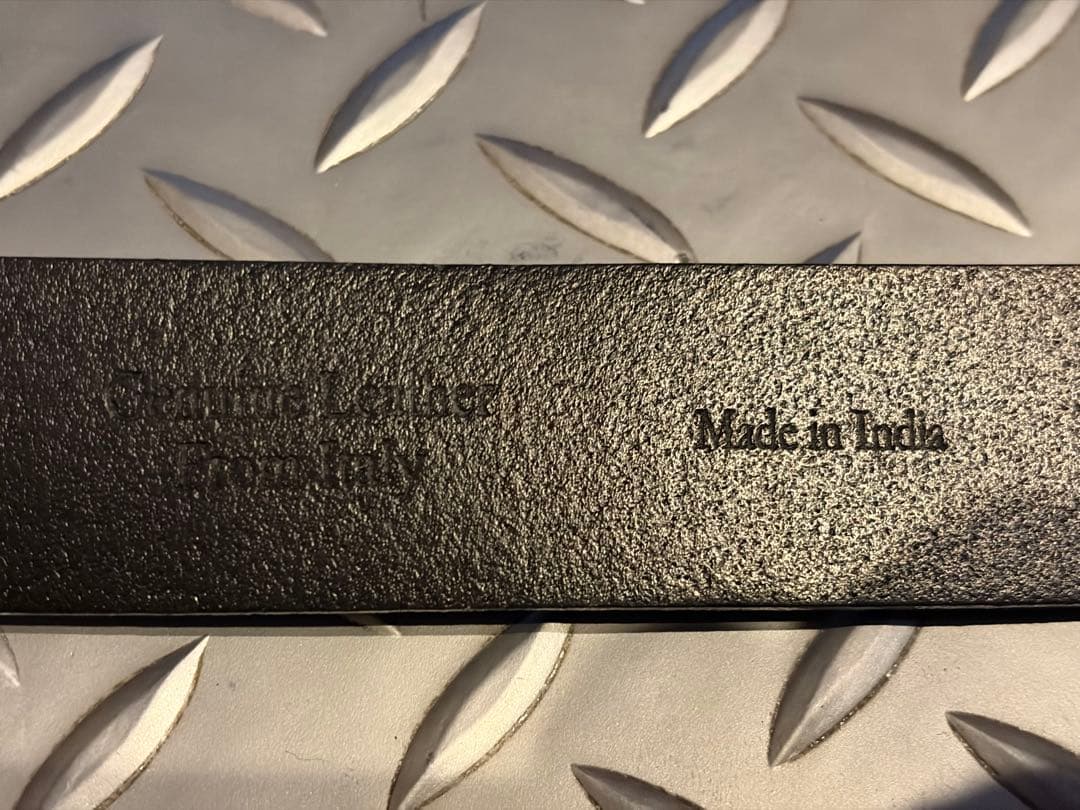 Genuine Leather
From Italy
Made in India